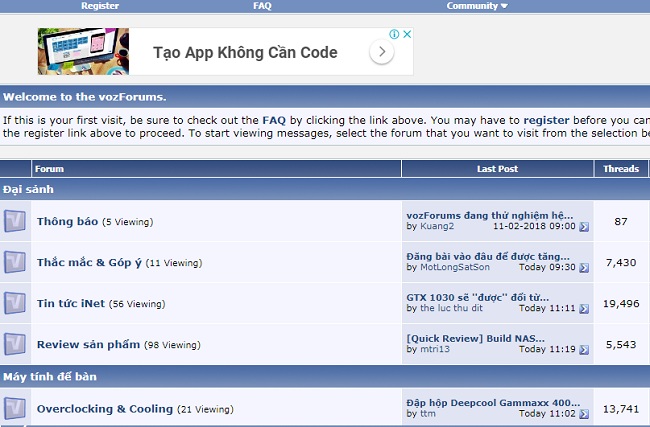 Register FAQ Community
Tạo App Không Cần Code
Welcome to the vozForums.
If this is your first visit, be sure to check out the FAQ by clicking the link above. You may have to register before you can
the register link above to proceed. To start viewing messages, select the forum that you want to visit from the selection be
Forum Last Post Threads
Đại sảnh
Thông báo (5 Viewing)
vozForums đang thử nghiệm hệ...
by Kuang2 11-02-2018 09:00
87
Thắc mắc & Góp ý (11 Viewing)
Đăng bài vào đâu để được tăng...
by MotLongSatSon Today 09:30
7,430
Tin tức iNet (56 Viewing)
GTX 1030 sẽ "được" đổi từ...
by the luc thu dit Today 11:11
19,496
Review sản phẩm (98 Viewing)
[Quick Review] Build NAS...
by mtri13 Today 11:19
5,543
Máy tính để bàn
Overclocking & Cooling (21 Viewing)
Đập hộp Deepcool Gammaxx 400...
by ttm Today 11:02
13,741